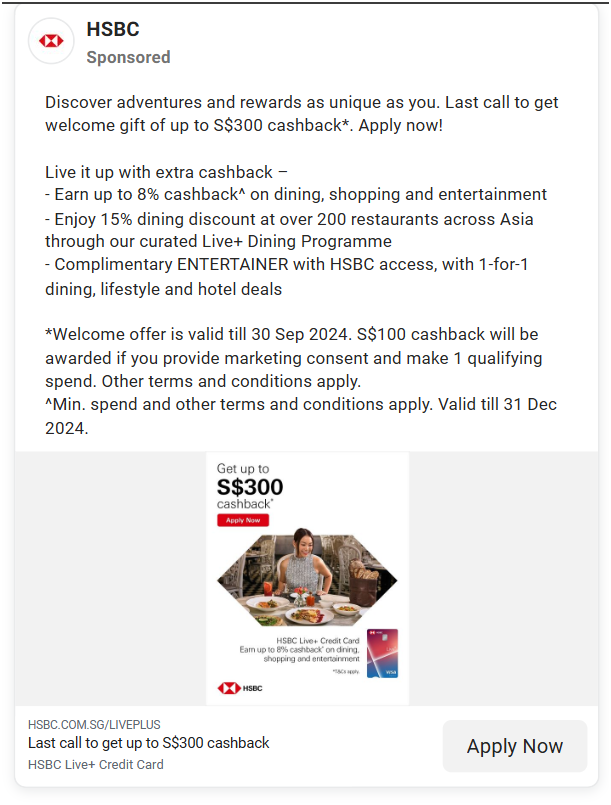 HSBC
Sponsored
Discover adventures and rewards as unique as you. Last call to get
welcome gift of up to S$300 cashback*. Apply now!
Live it up with extra cashback –
- Earn up to 8% cashback^ on dining, shopping and entertainment
- Enjoy 15% dining discount at over 200 restaurants across Asia
through our curated Live+ Dining Programme
- Complimentary ENTERTAINER with HSBC access, with 1-for-1
dining, lifestyle and hotel deals
*Welcome offer is valid till 30 Sep 2024. S$100 cashback will be
awarded if you provide marketing consent and make 1 qualifying
spend. Other terms and conditions apply.
^Min. spend and other terms and conditions apply. Valid till 31 Dec
2024.
Get up to
S$300
cashback*
Apply Now
HSBC Live+ Credit Card
Earn up to 8% cashback^ on dining,
shopping and entertainment
*T&Cs apply.
VISA
HSBC
HSBC.COM.SG/LIVEPLUS
Last call to get up to S$300 cashback
HSBC Live+ Credit Card
Apply Now